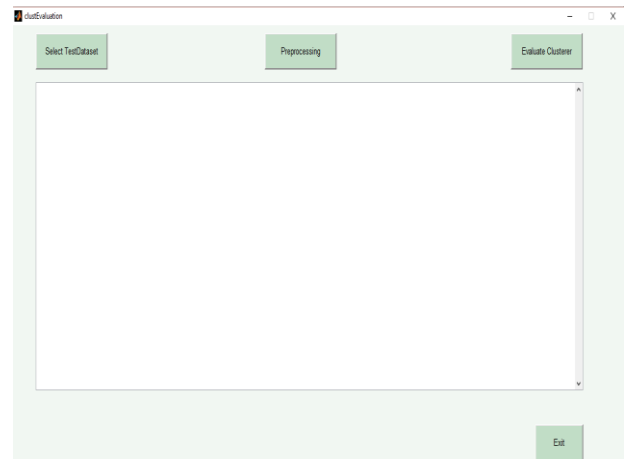 clustEvaluation
Select TestDataset
Preprocessing
Evaluate Clusterer
Exit